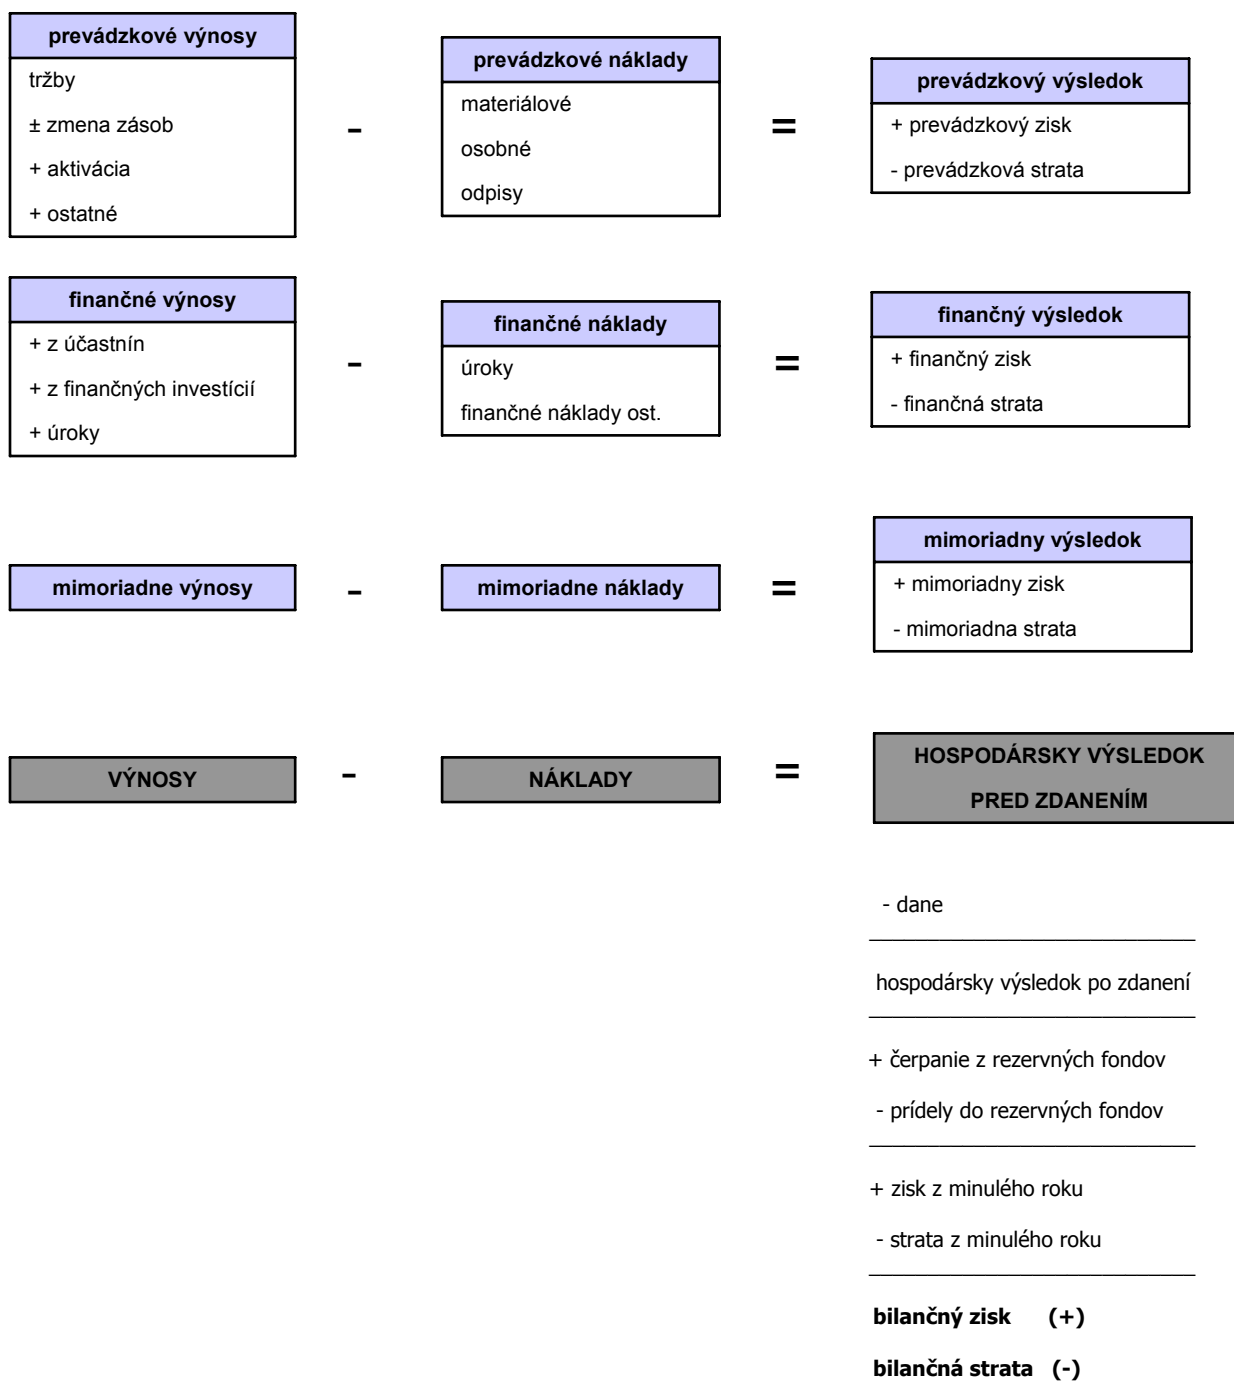 prevádzkové výnosy
tržby
± zmena zásob
+ aktivácia
+ ostatné
-
prevádzkové náklady
materiálové
osobné
odpisy
=
prevádzkový výsledok
+ prevádzkový zisk
- prevádzková strata
finančné výnosy
+ z účastnín
+ z finančných investícií
+ úroky
-
finančné náklady
úroky
finančné náklady ost.
=
finančný výsledok
+ finančný zisk
- finančná strata
mimoriadne výnosy
-
mimoriadne náklady
=
mimoriadny výsledok
+ mimoriadny zisk
- mimoriadna strata
VÝNOSY
-
NÁKLADY
=
HOSPODÁRSKY VÝSLEDOK
PRED ZDANENÍM
- dane
hospodársky výsledok po zdanení
+ čerpanie z rezervných fondov
- prídely do rezervných fondov
+ zisk z minulého roku
- strata z minulého roku
bilančný zisk (+)
bilančná strata (-)